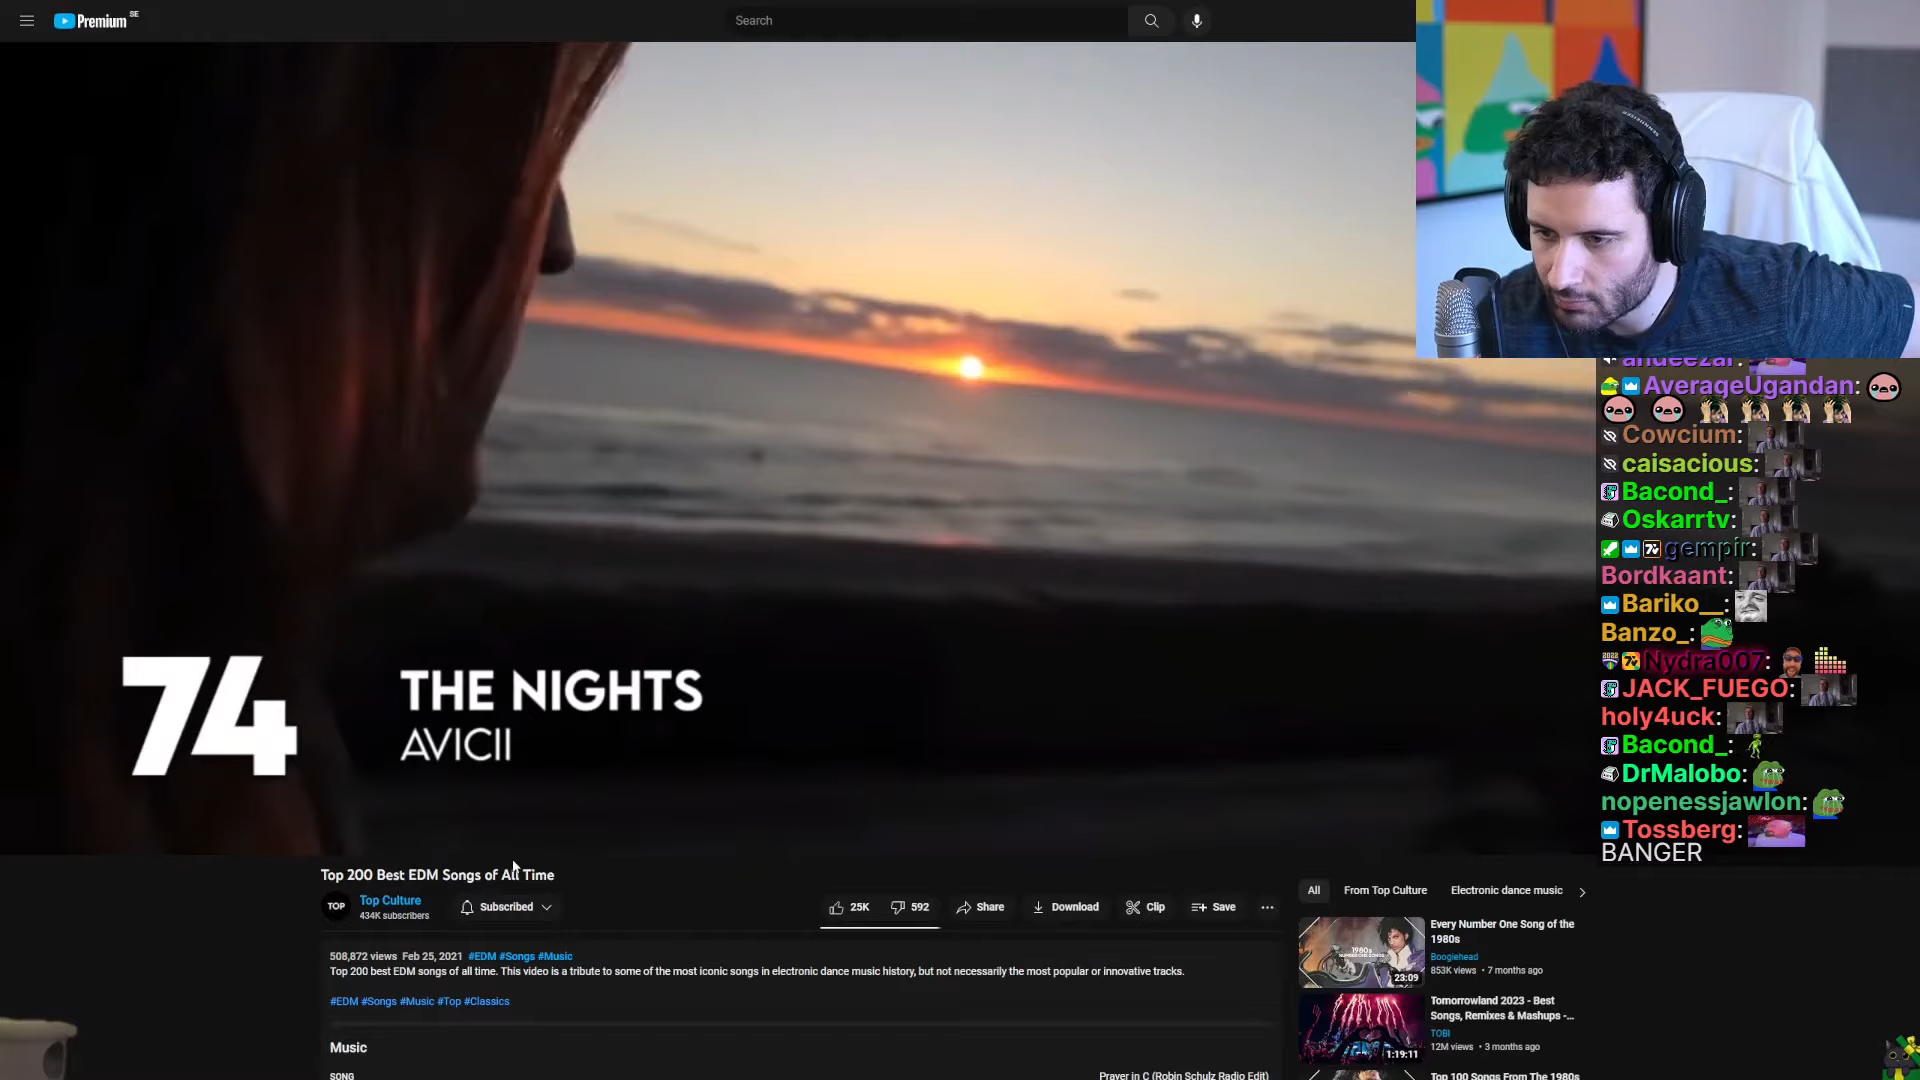 Premium SE
Search
74
THE NIGHTS
AVICII
Top 200 Best EDM Songs of All Time
TOP
Top Culture
434K subscribers
Subscribed
25K
592
Share
Download
Clip
Save
508,872 views Feb 25, 2021 #EDM #Songs #Music
Top 200 best EDM songs of all time. This video is a tribute to some of the most iconic songs in electronic dance music history, but not necessarily the most popular or innovative tracks.
#EDM #Songs #Music #Top #Classics
Music
SONG
Prayer in C (Robin Schulz Radio Edit)
All
From Top Culture
Electronic dance music
Every Number One Song of the
1980s
Boogiehead
853K views • 7 months ago
23:09
Tomorrowland 2023 - Best
Songs, Remixes & Mashups -...
TOBI
12M views • 3 months ago
1:19:11
Top 100 Songs From The 1980s
andeezar:
AverageUgandan:
Cowcium:
caisacious:
Bacond_:
Oskarrtv:
gempir:
Bordkaant:
Bariko__:
Banzo_:
Nydra007:
JACK_FUEGO:
holy4uck:
Bacond_:
DrMalobo:
nopenessjawlon:
Tossberg:
BANGER